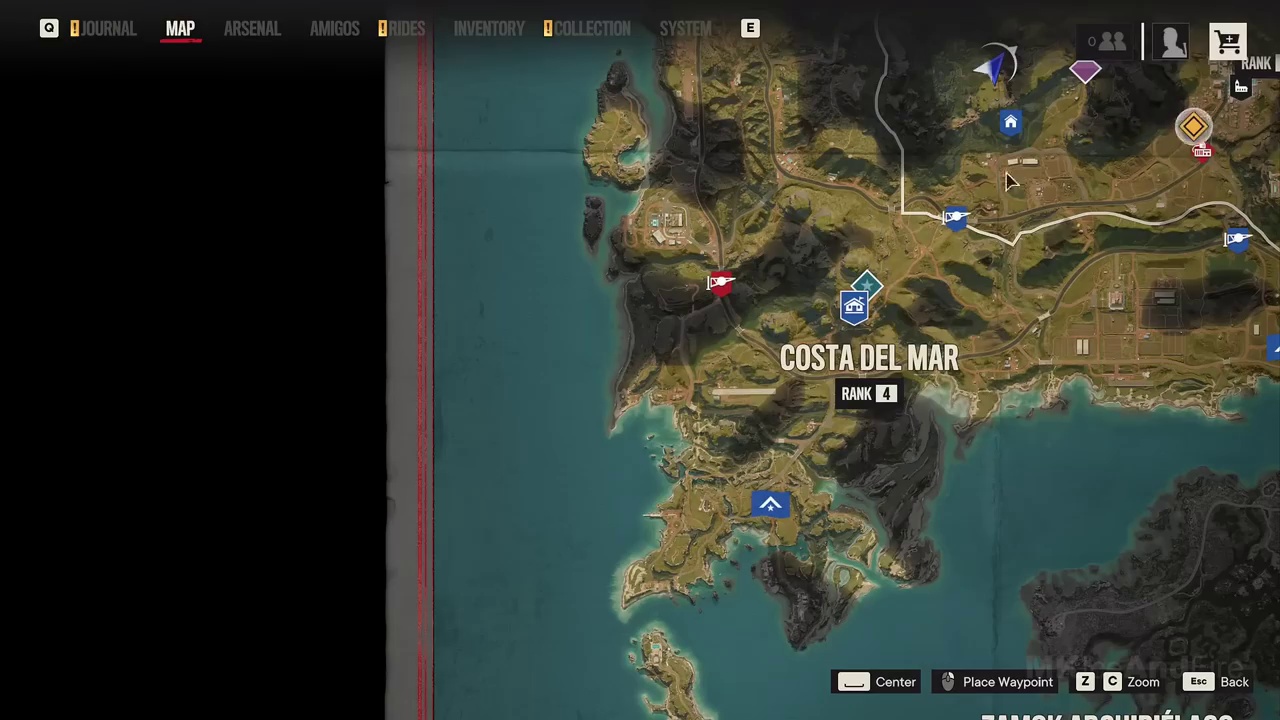 Q ! JOURNAL MAP ARSENAL AMIGOS ! RIDES INVENTORY ! COLLECTION SYSTEM E
0
RANK
COSTA DEL MAR
RANK 4
Center Place Waypoint Z C Zoom Esc Back